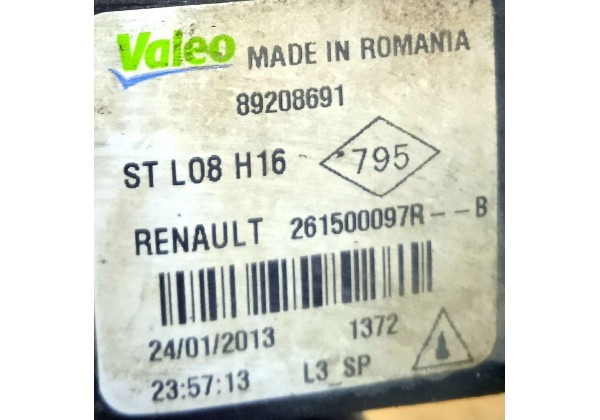 Valeo MADE IN ROMANIA
89208691
ST L08 H16 795
RENAULT 261500097R--B
24/01/2013 1372
23:57:13 L3_SP